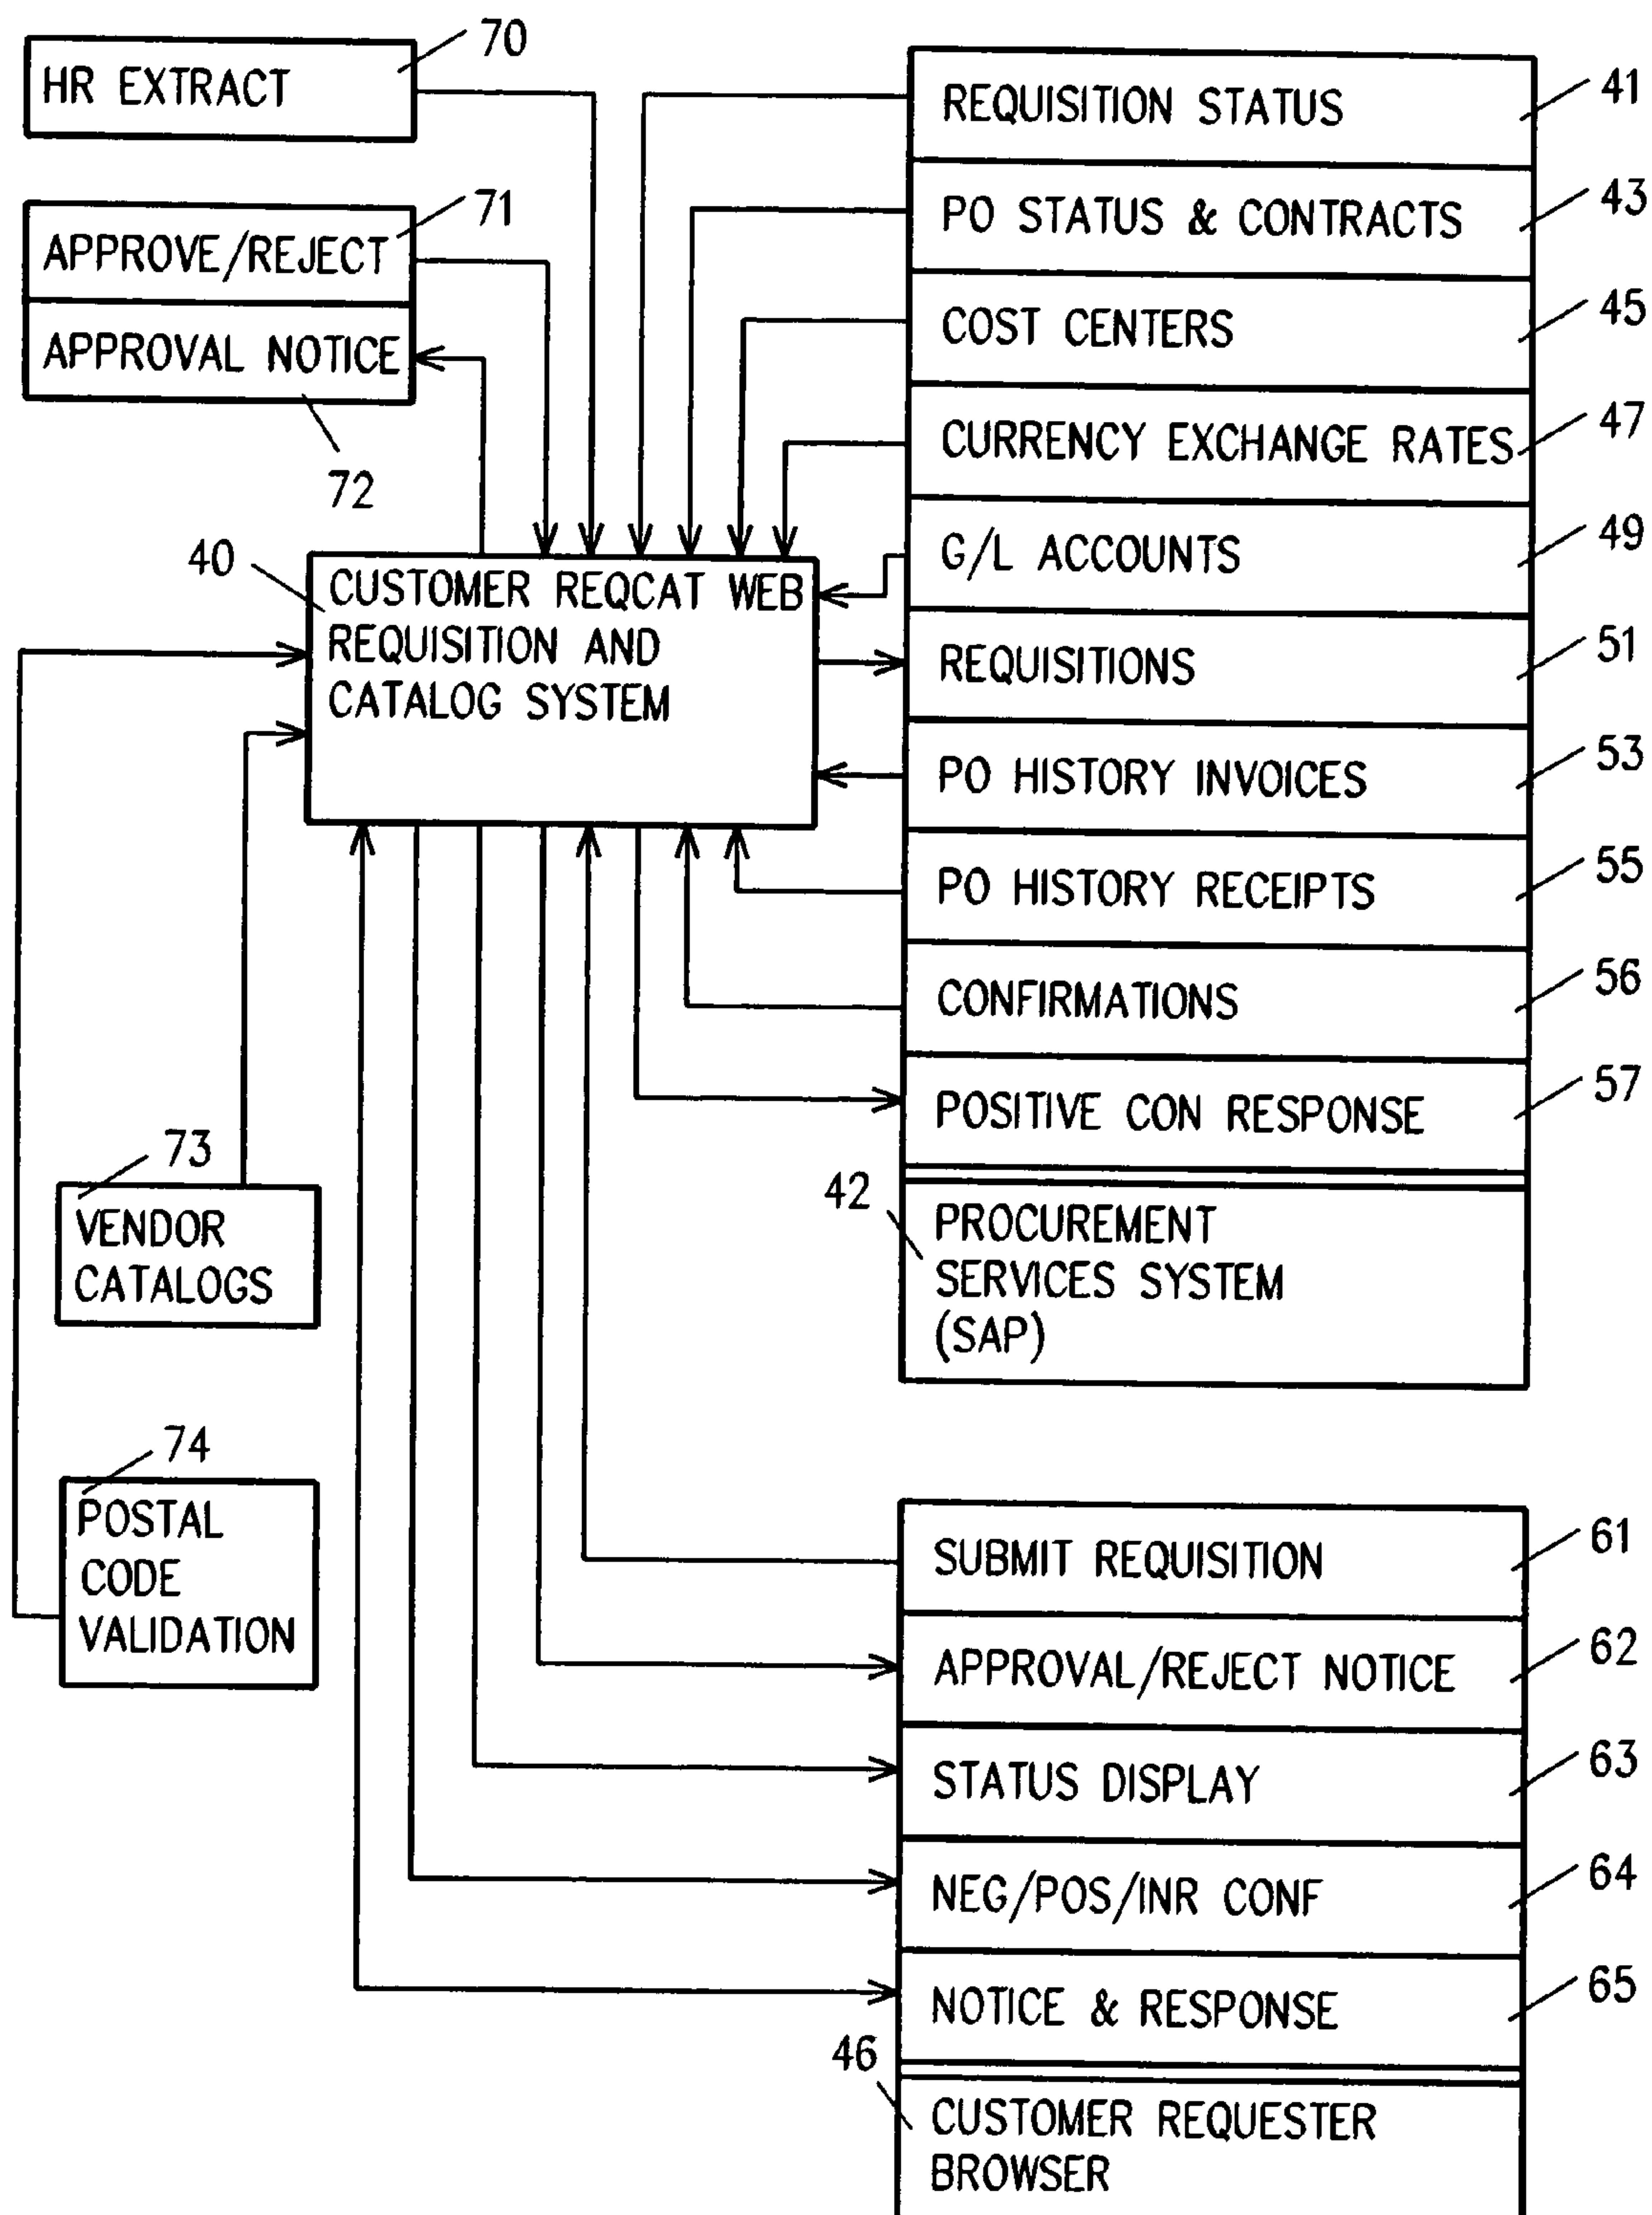 70
HR EXTRACT
71
APPROVE/REJECT
APPROVAL NOTICE
72
40
CUSTOMER REQCAT WEB
REQUISITION AND
CATALOG SYSTEM
73
VENDOR
CATALOGS
74
POSTAL
CODE
VALIDATION
REQUISITION STATUS
41
PO STATUS & CONTRACTS
43
COST CENTERS
45
CURRENCY EXCHANGE RATES
47
G/L ACCOUNTS
49
REQUISITIONS
51
PO HISTORY INVOICES
53
PO HISTORY RECEIPTS
55
CONFIRMATIONS
56
POSITIVE CON RESPONSE
57
42
PROCUREMENT
SERVICES SYSTEM
(SAP)
SUBMIT REQUISITION
61
APPROVAL/REJECT NOTICE
62
STATUS DISPLAY
63
NEG/POS/INR CONF
64
NOTICE & RESPONSE
65
46
CUSTOMER REQUESTER
BROWSER